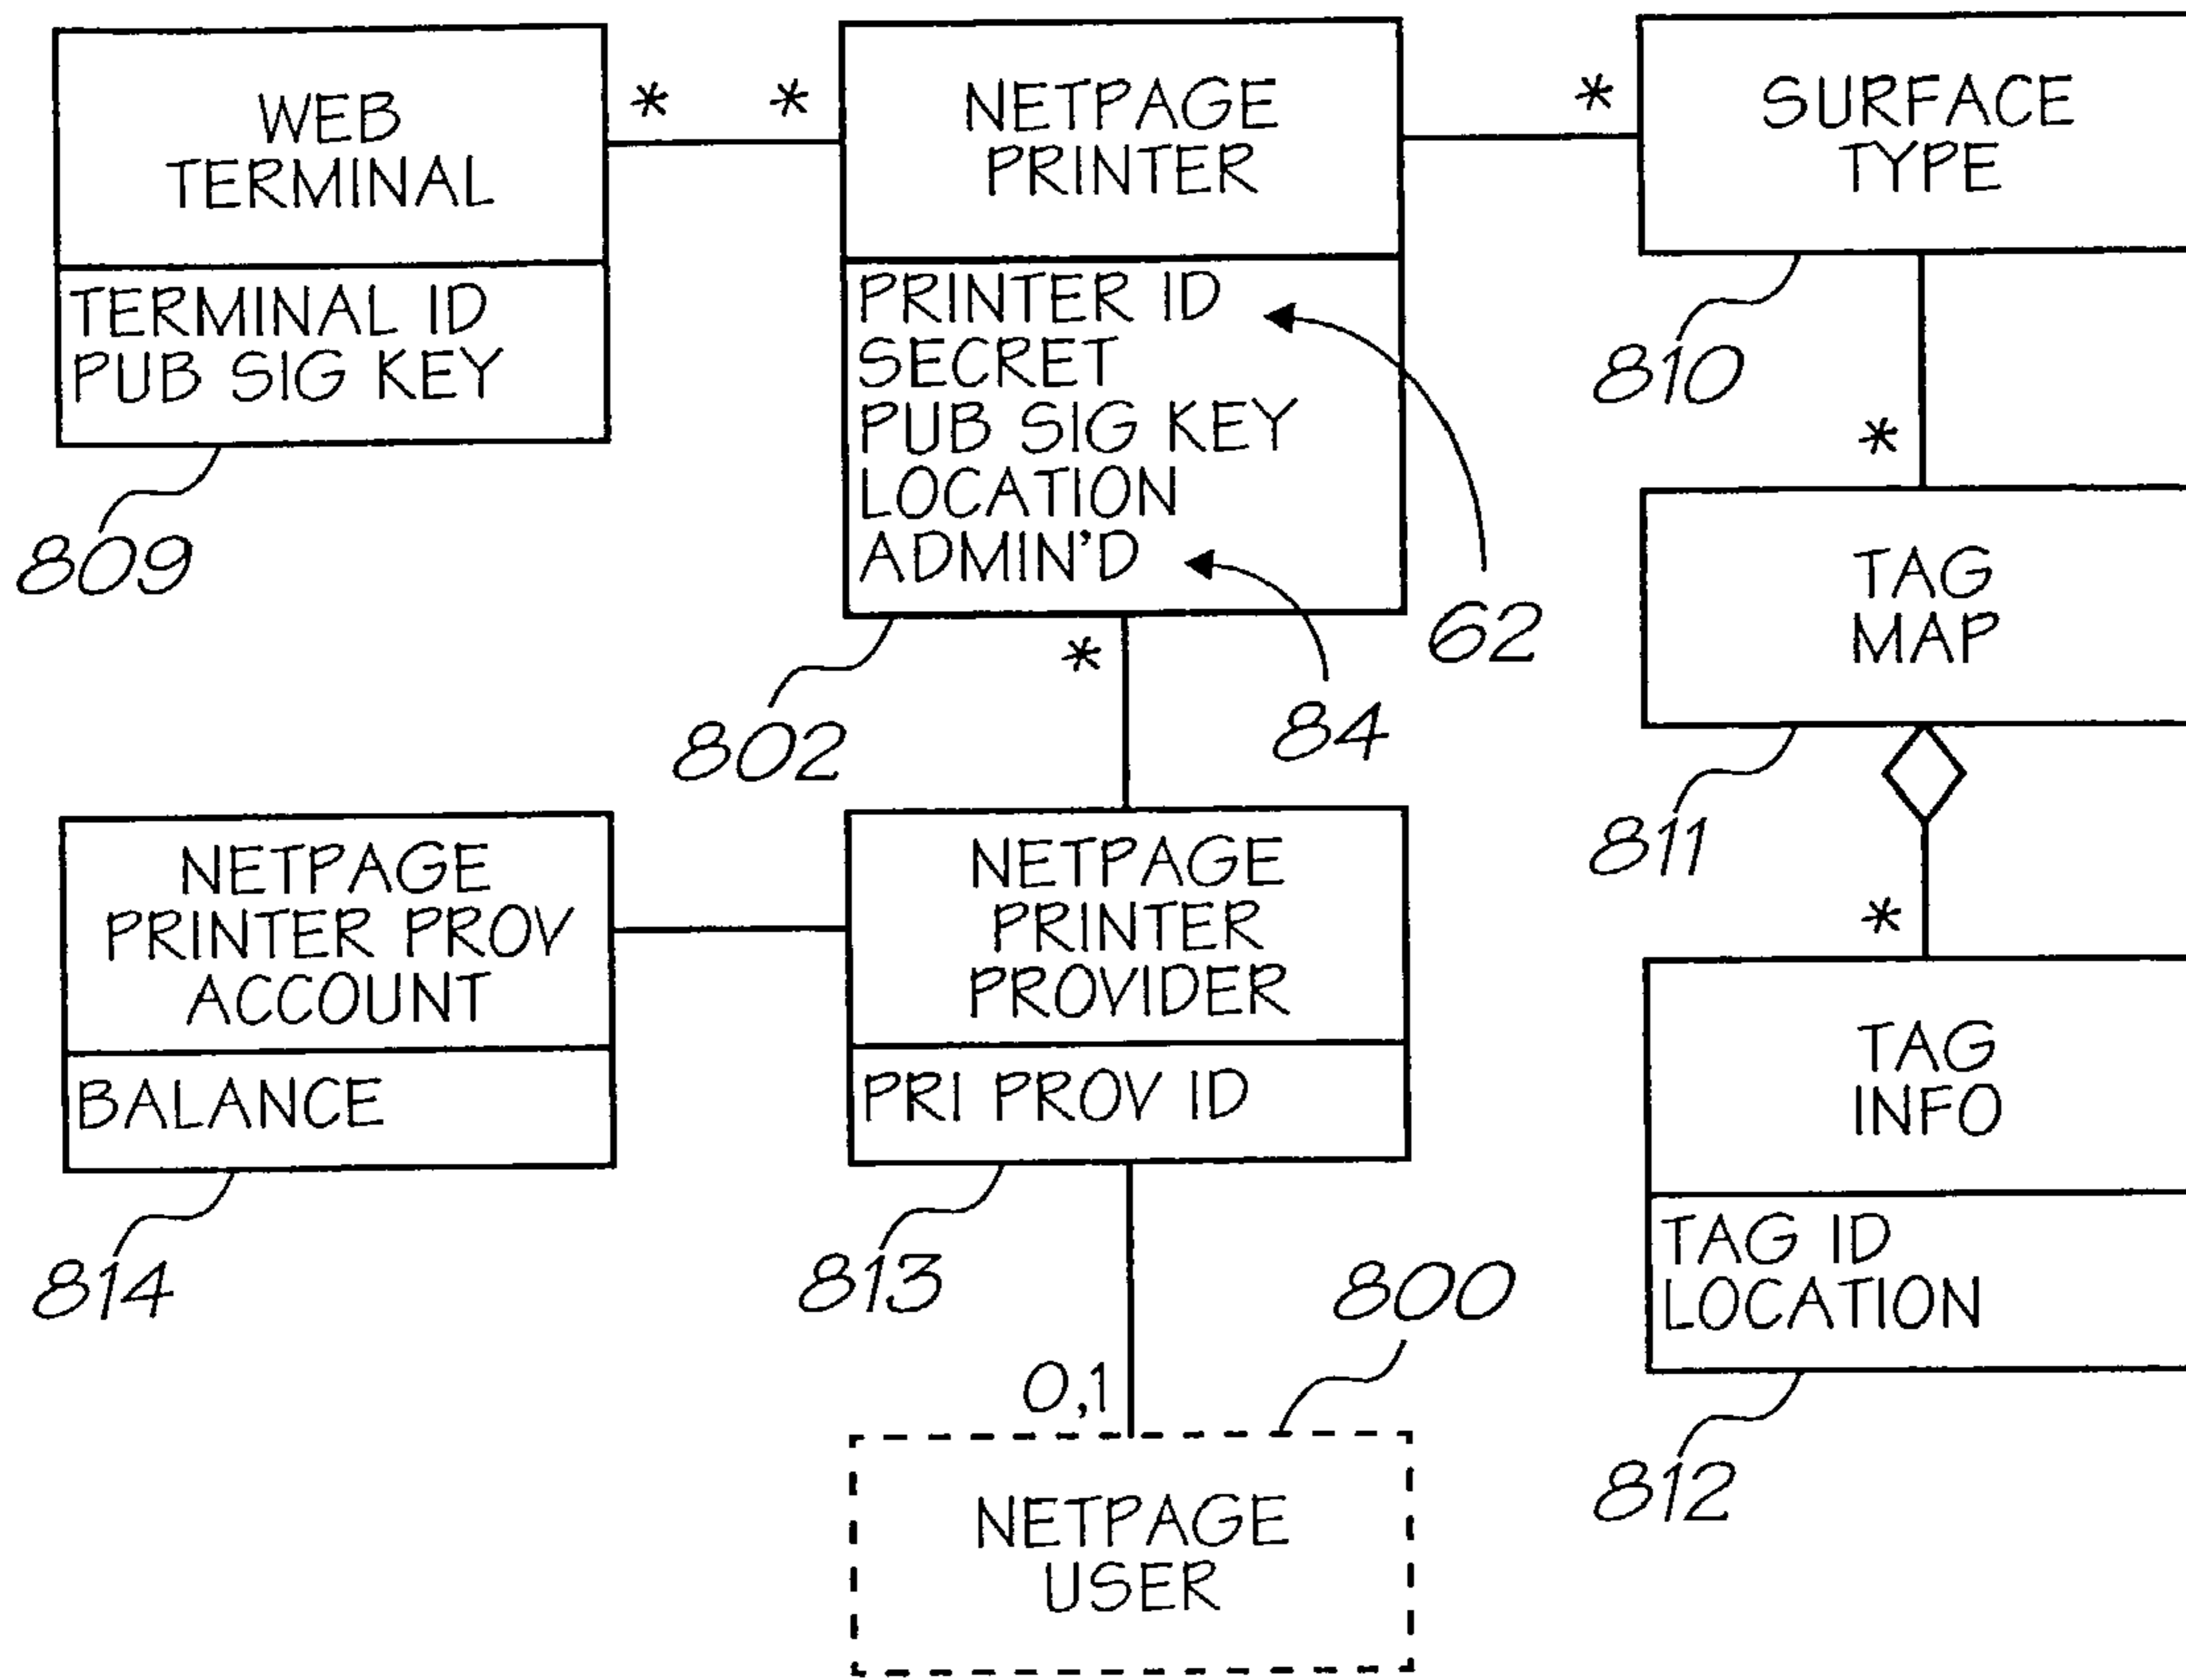 WEB
TERMINAL
*
*
NETPAGE
PRINTER
*
SURFACE
TYPE
TERMINAL ID
PUB SIG KEY
809
PRINTER ID
SECRET
PUB SIG KEY
LOCATION
ADMIN'D
62
84
802
*
810
*
TAG
MAP
811
*
NETPAGE
PRINTER PROV
ACCOUNT
BALANCE
814
NETPAGE
PRINTER
PROVIDER
PRI PROV ID
813
TAG
INFO
TAG ID
LOCATION
812
0,1
800
NETPAGE
USER